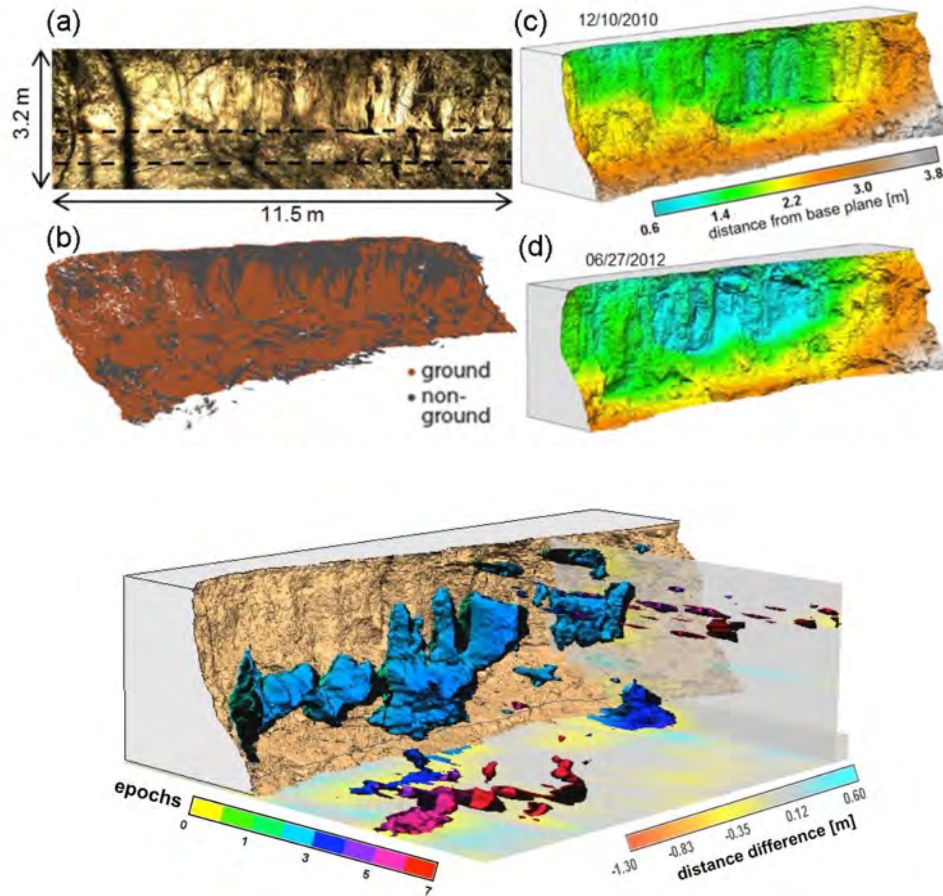 (a)
3.2 m
11.5 m
(b)
ground
non-
ground
(c)
12/10/2010
0.6 1.4 2.2 3.0 3.8
distance from base plane [m]
(d)
06/27/2012
epochs
0 1 3 5 7
-1.30 -0.83 -0.35 0.12 0.60
distance difference [m]